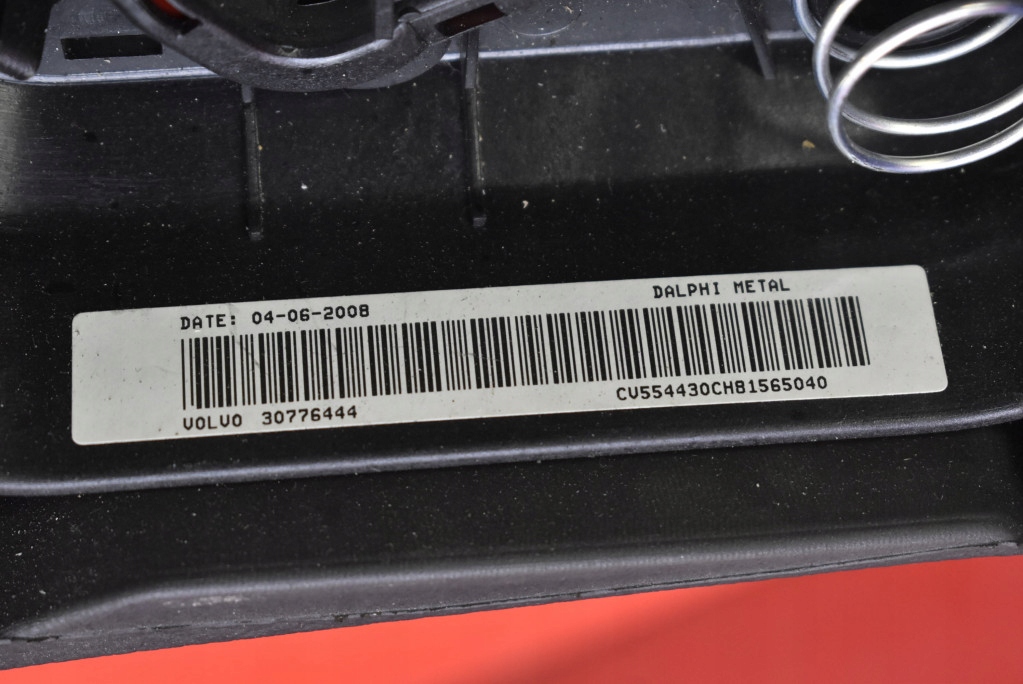 DATE: 04-06-2008
DALPHI METAL
VOLVO 30776444
CV554430CH81565040